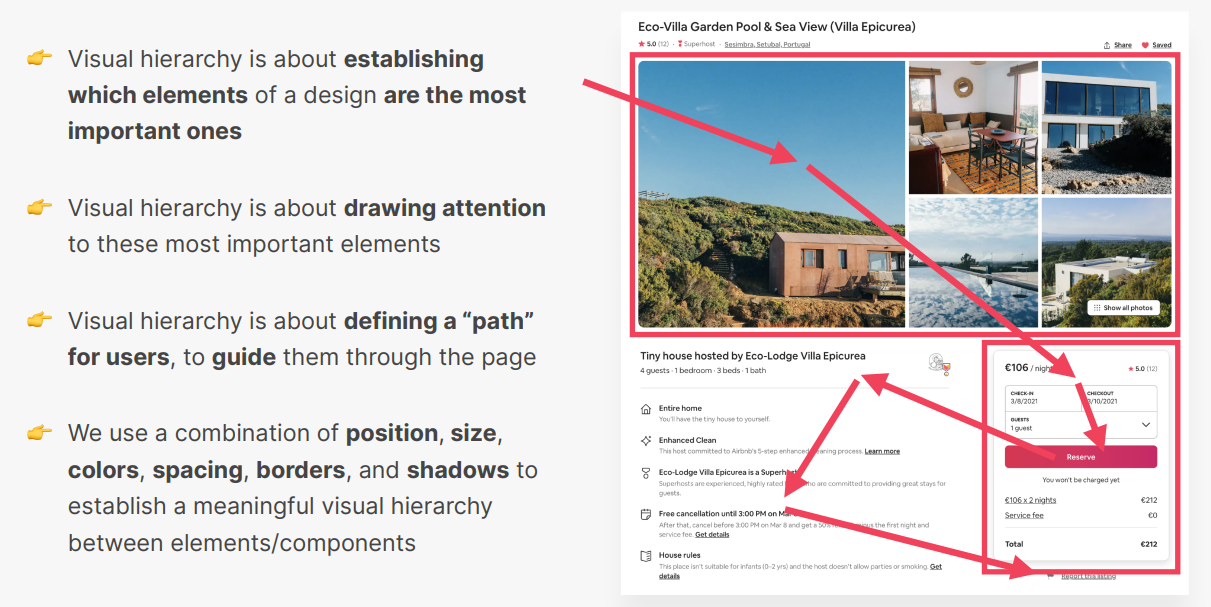 Visual hierarchy is about establishing
which elements of a design are the most
important ones
Visual hierarchy is about drawing attention
to these most important elements
Visual hierarchy is about defining a “path”
for users, to guide them through the page
We use a combination of position, size,
colors, spacing, borders, and shadows to
establish a meaningful visual hierarchy
between elements/components
Eco-Villa Garden Pool & Sea View (Villa Epicurea)
5.0 (12) · Superhost · Sesimbra, Setubal, Portugal
Share Saved
Show all photos
Tiny house hosted by Eco-Lodge Villa Epicurea
4 guests · 1 bedroom · 3 beds · 1 bath
Entire home
You'll have the tiny house to yourself.
Enhanced Clean
This host committed to Airbnb's 5-step enhanced cleaning process. Learn more
Eco-Lodge Villa Epicurea is a Superhost
Superhosts are experienced, highly rated who are committed to providing great stays for
guests.
Free cancellation until 3:00 PM on Mar
After that, cancel before 3:00 PM on Mar 8 and get a 50% minus the first night and
service fee. Get details
House rules
This place isn't suitable for infants (0-2 yrs) and the host doesn't allow parties or smoking. Get
details
€106 / night
5.0 (12)
CHECK-IN CHECKOUT
3/8/2021 3/10/2021
GUESTS
1 guest
Reserve
You won't be charged yet
€106 x 2 nights €212
Service fee €0
Total €212
Report this listing